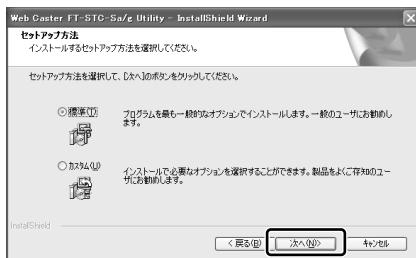 Web Caster FT-STC-Sa/g Utility - InstallShield Wizard
セットアップ方法
インストールするセットアップ方法を選択してください。
セットアップ方法を選択して、[次へ]のボタンをクリックしてください。
標準(T)
プログラムを最も一般的なオプションでインストールします。一般のユーザにお勧めし
ます。
カスタム(U)
インストールで必要なオプションを選択することができます。製品をよくご存知のユー
ザにお勧めします。
InstallShield
< 戻る(B)
次へ(N)>
キャンセル